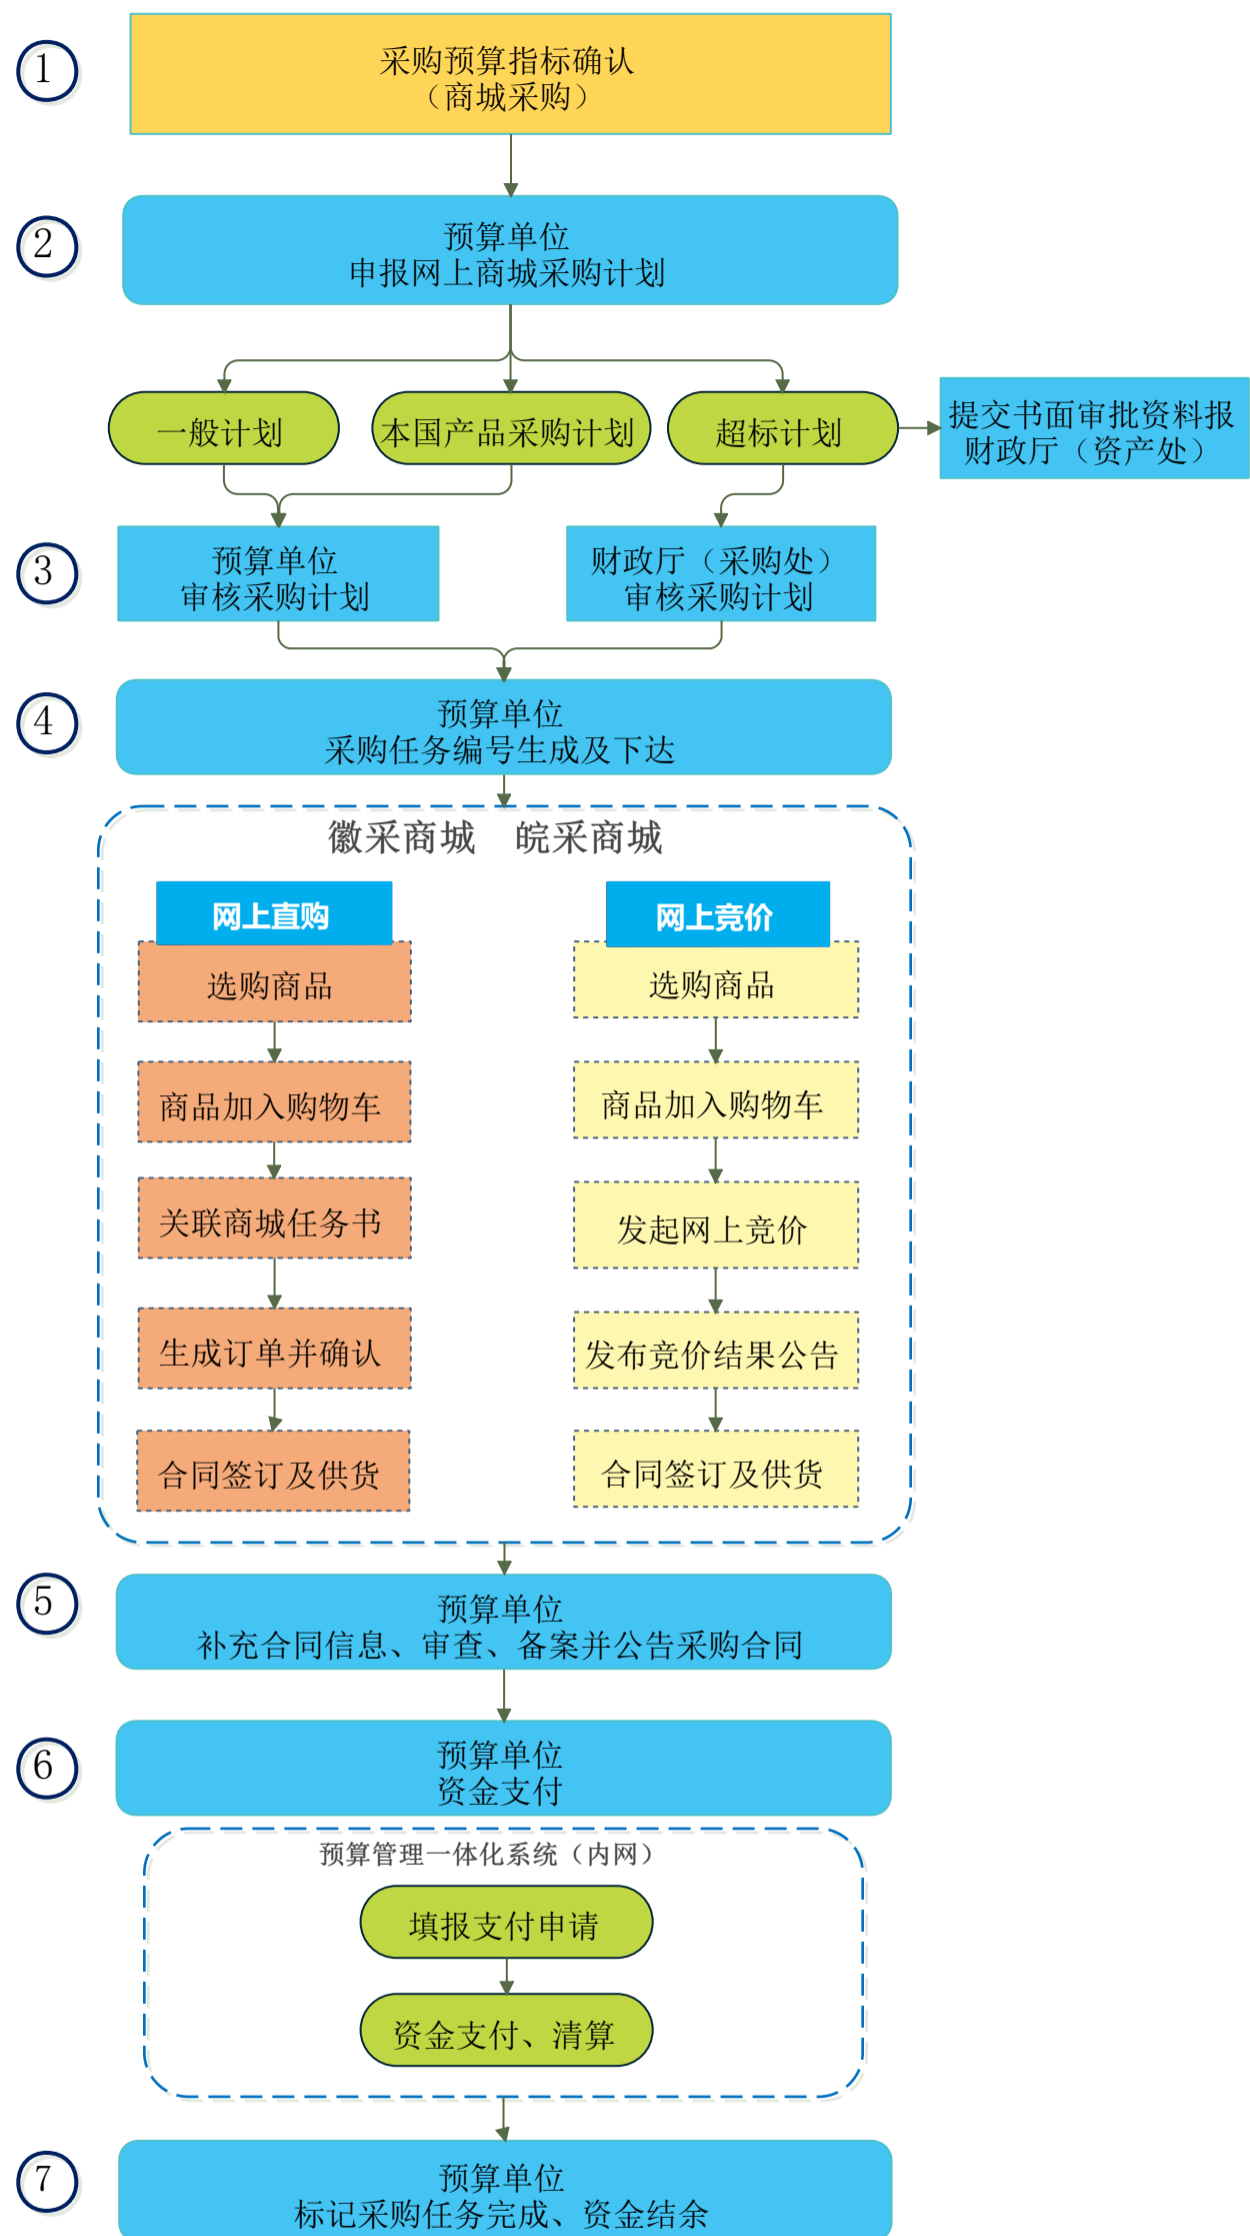 ①
采购预算指标确认
（商城采购）
②
预算单位
申报网上商城采购计划
一般计划
本国产品采购计划
超标计划
提交书面审批资料报
财政厅（资产处）
③
预算单位
审核采购计划
财政厅（采购处）
审核采购计划
④
预算单位
采购任务编号生成及下达
徽采商城 皖采商城
网上直购
选购商品
商品加入购物车
关联商城任务书
生成订单并确认
合同签订及供货
网上竞价
选购商品
商品加入购物车
发起网上竞价
发布竞价结果公告
合同签订及供货
⑤
预算单位
补充合同信息、审查、备案并公告采购合同
⑥
预算单位
资金支付
预算管理一体化系统（内网）
填报支付申请
资金支付、清算
⑦
预算单位
标记采购任务完成、资金结余